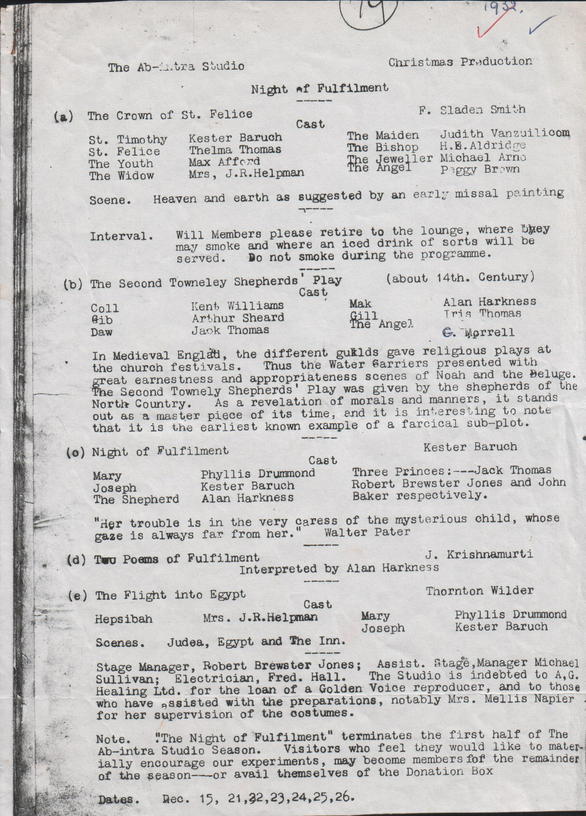 79
1932.
The Ab-intra Studio Christmas Production
Night of Fulfilment
(a) The Crown of St. Felice F. Sladen Smith
Cast
St. Timothy Kester Baruch The Maiden Judith Vanzuilicom
St. Felice Thelma Thomas The Bishop H.E.Aldridge
The Youth Max Afford The Jeweller Michael Arno
The Widow Mrs, J.R.Helpman The Angel Peggy Brown
Scene. Heaven and earth as suggested by an early missal painting
Interval. Will Members please retire to the lounge, where they
may smoke and where an iced drink of sorts will be
served. Do not smoke during the programme.
(b) The Second Towneley Shepherds' Play (about 14th. Century)
Cast
Coll Kent Williams Mak Alan Harkness
Gib Arthur Sheard Gill Iris Thomas
Daw Jack Thomas The Angel G. Morrell
In Medieval England, the different guilds gave religious plays at
the church festivals. Thus the Water Carriers presented with
great earnestness and appropriateness scenes of Noah and the Deluge.
The Second Townely Shepherds' Play was given by the shepherds of the
North Country. As a revelation of morals and manners, it stands
out as a master piece of its time, and it is interesting to note
that it is the earliest known example of a farcical sub-plot.
(c) Night of Fulfilment Kester Baruch
Cast
Mary Phyllis Drummond Three Princes:---Jack Thomas
Joseph Kester Baruch Robert Brewster Jones and John
The Shepherd Alan Harkness Baker respectively.
"Her trouble is in the very caress of the mysterious child, whose
gaze is always far from her." Walter Pater
(d) Two Poems of Fulfilment J. Krishnamurti
Interpreted by Alan Harkness
(e) The Flight into Egypt Thornton Wilder
Cast
Hepsibah Mrs. J.R.Helpman Mary Phyllis Drummond
Joseph Kester Baruch
Scenes. Judea, Egypt and The Inn.
Stage Manager, Robert Brewster Jones; Assist. Stage,Manager Michael
Sullivan; Electrician, Fred. Hall. The Studio is indebted to A,G.
Healing Ltd. for the loan of a Golden Voice reproducer, and to those
who have assisted with the preparations, notably Mrs. Mellis Napier
for her supervision of the costumes.
Note. "The Night of Fulfilment" terminates the first half of The
Ab-intra Studio Season. Visitors who feel they would like to mater-
ially encourage our experiments, may become members for the remainder
of the season---or avail themselves of the Donation Box
Dates. Dec. 15, 21,22,23,24,25,26.